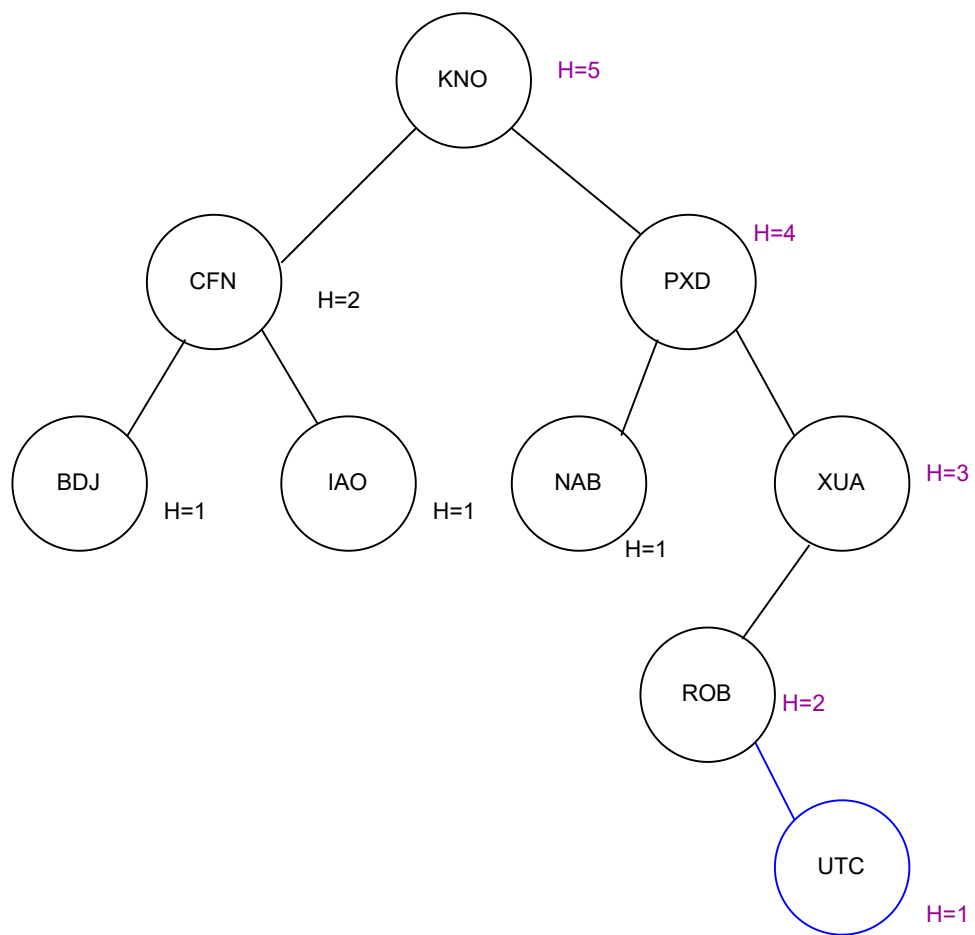 KNO
H=5
CFN
H=2
PXD
H=4
BDJ
H=1
IAO
H=1
NAB
H=1
XUA
H=3
ROB
H=2
UTC
H=1